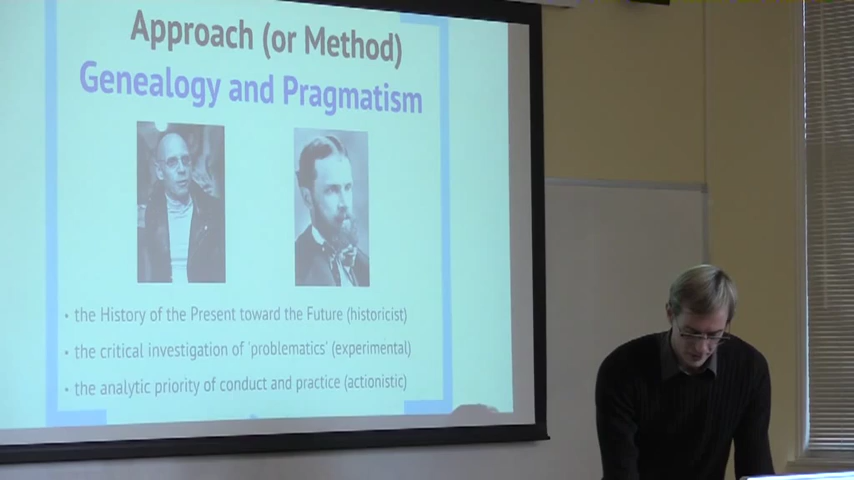 Approach (or Method)
Genealogy and Pragmatism
• the History of the Present toward the Future (historicist)
• the critical investigation of 'problematics' (experimental)
• the analytic priority of conduct and practice (actionistic)